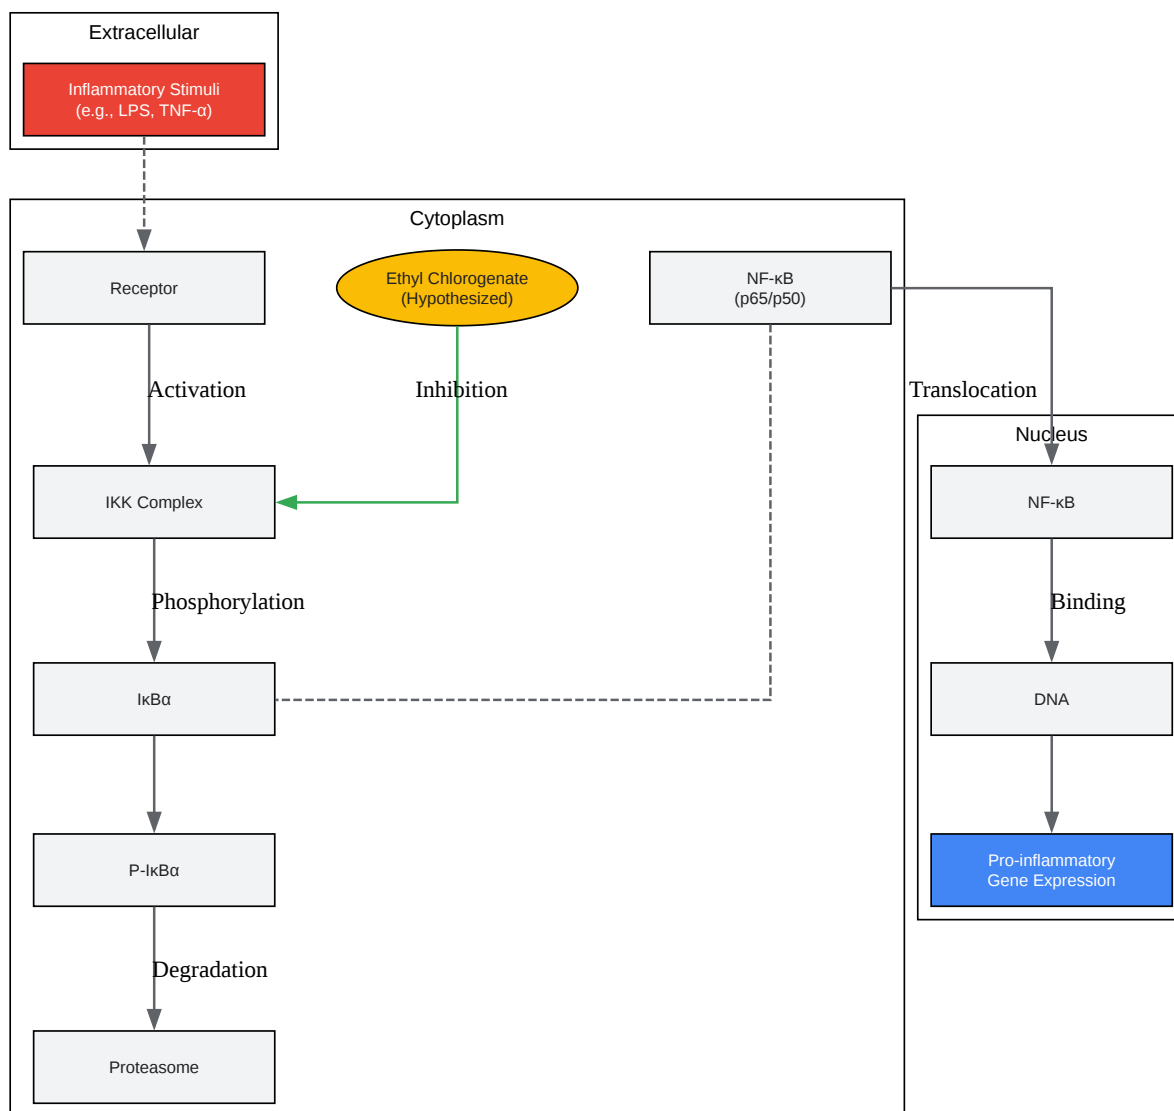 Extracellular
Inflammatory Stimuli
(e.g., LPS, TNF-α)
Cytoplasm
Receptor
Ethyl Chlorogenate
(Hypothesized)
NF-κB
(p65/p50)
Activation
Inhibition
Translocation
Nucleus
IKK Complex
NF-κB
Phosphorylation
Binding
IκBα
DNA
P-IκBα
Pro-inflammatory
Gene Expression
Degradation
Proteasome